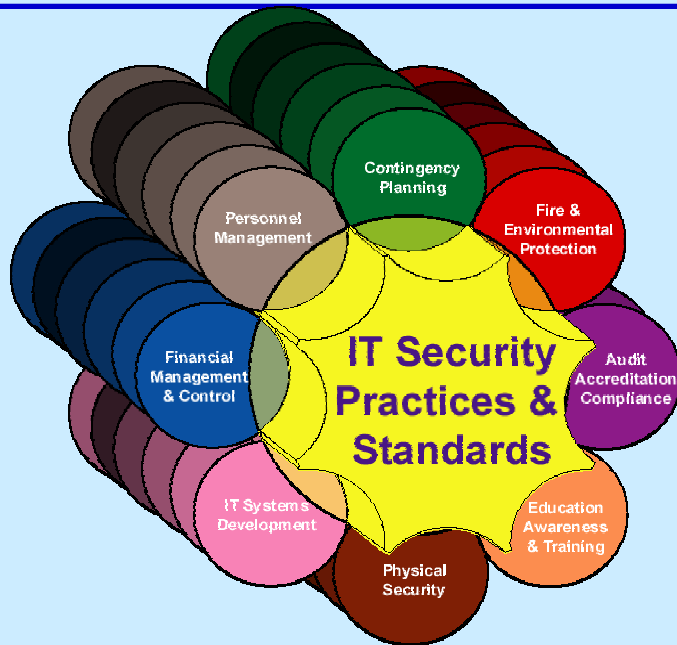 Contingency
Planning
Personnel
Management
Fire &
Environmental
Protection
IT Security
Practices &
Standards
Financial
Management
& Control
Audit
Accreditation
Compliance
IT Systems
Development
Education
Awareness
& Training
Physical
Security